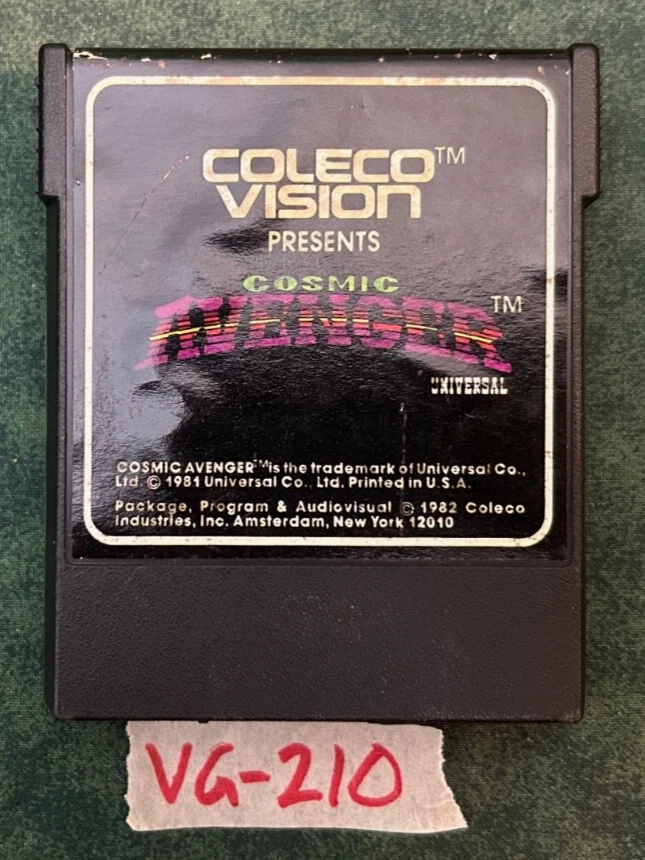 COLECO™
VISION
PRESENTS
COSMIC
AVENGER™
UNIVERSAL
COSMIC AVENGER™ is the trademark of Universal Co.,
Ltd. © 1981 Universal Co., Ltd. Printed in U.S.A.
Package, Program & Audiovisual © 1982 Coleco
Industries, Inc. Amsterdam, New York 12010
VG-210